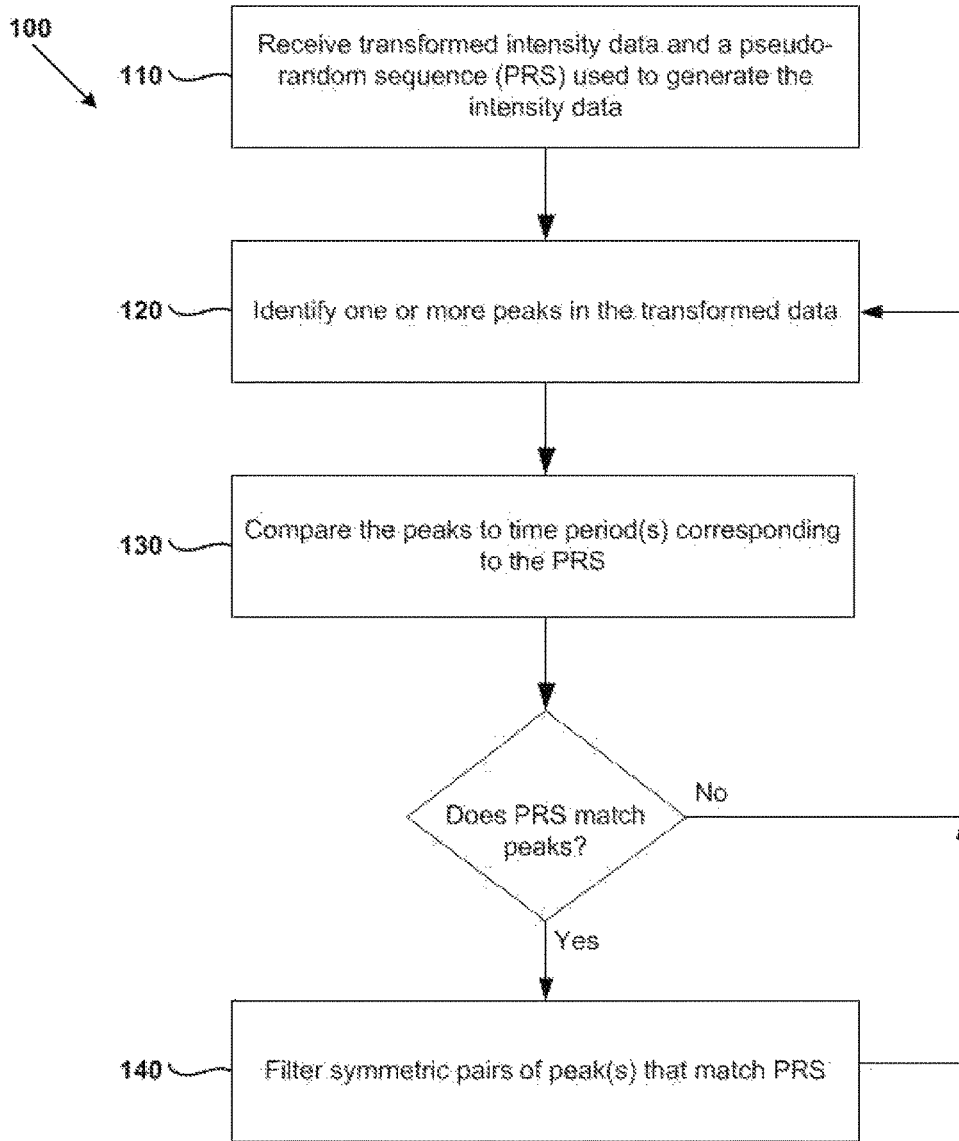 100
110
Receive transformed intensity data and a pseudo-
random sequence (PRS) used to generate the
intensity data
120
Identify one or more peaks in the transformed data
130
Compare the peaks to time period(s) corresponding
to the PRS
Does PRS match
peaks?
No
Yes
140
Filter symmetric pairs of peak(s) that match PRS